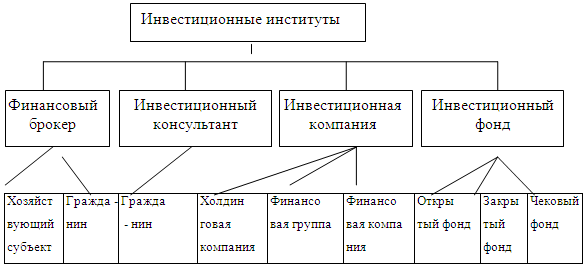 Инвестиционные институты
Финансовый
брокер
Инвестиционный
консультант
Инвестиционная
компания
Инвестиционный
фонд
Хозяйст
вующий
субъект
Гражда -
нин
Гражда
- нин
Холдин
говая
компания
Финансо
вая группа
Финансо
вая компа
ния
Откры
тый фонд
Закры
тый
фонд
Чековый
фонд